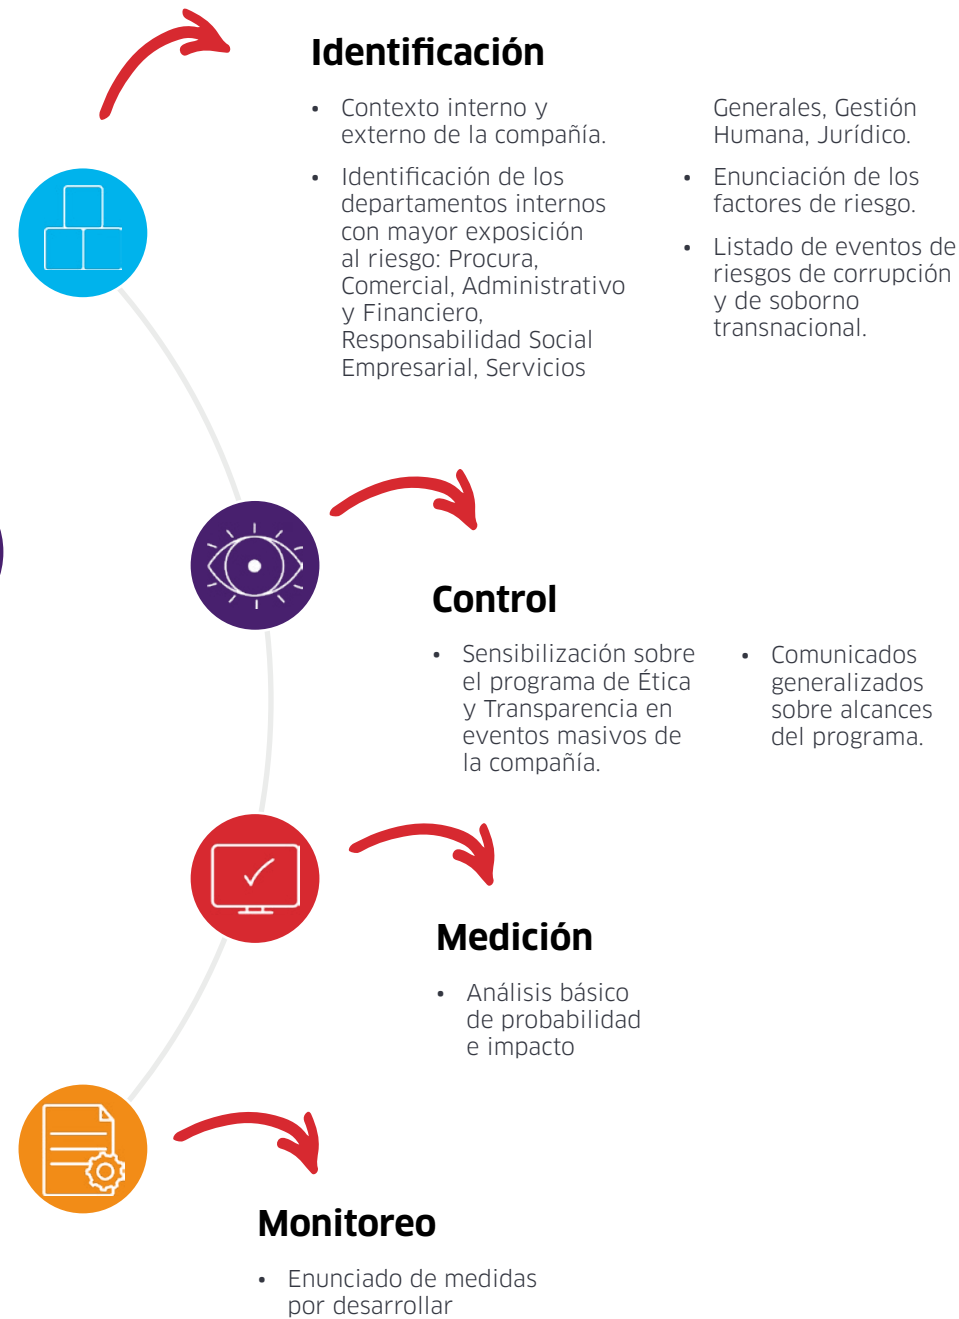 Identificación
• Contexto interno y
externo de la compañía.
• Identificación de los
departamentos internos
con mayor exposición
al riesgo: Procura,
Comercial, Administrativo
y Financiero,
Responsabilidad Social
Empresarial, Servicios
Generales, Gestión
Humana, Jurídico.
• Enunciación de los
factores de riesgo.
• Listado de eventos de
riesgos de corrupción
y de soborno
transnacional.
Control
• Sensibilización sobre
el programa de Ética
y Transparencia en
eventos masivos de
la compañía.
• Comunicados
generalizados
sobre alcances
del programa.
Medición
• Análisis básico
de probabilidad
e impacto
Monitoreo
• Enunciado de medidas
por desarrollar